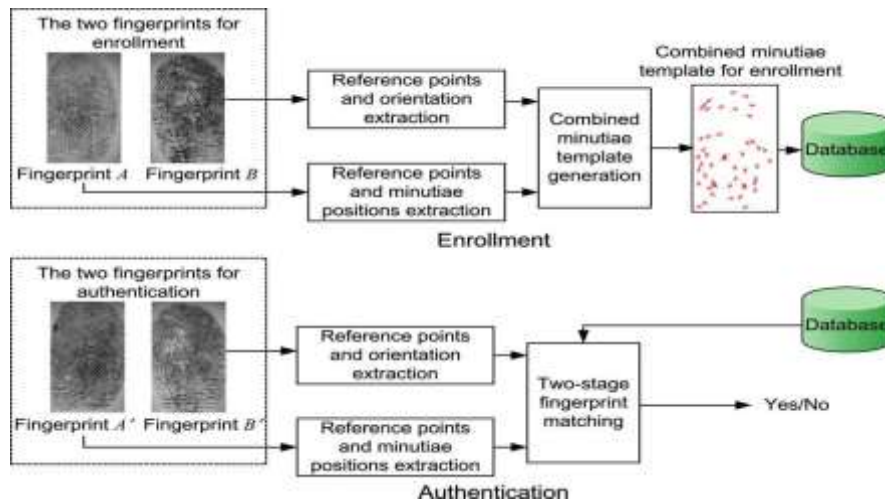 The two fingerprints for
enrollment
Fingerprint A
Fingerprint B
Reference points
and orientation
extraction
Reference points
and minutiae
positions extraction
Combined
minutiae
template
generation
Combined minutiae
template for enrollment
Database
Enrollment
The two fingerprints for
authentication
Fingerprint A'
Fingerprint B'
Reference points
and orientation
extraction
Reference points
and minutiae
positions extraction
Two-stage
fingerprint
matching
Database
Yes/No
Authentication